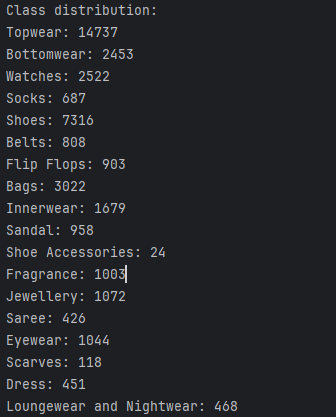 Class distribution:
Topwear: 14737
Bottomwear: 2453
Watches: 2522
Socks: 687
Shoes: 7316
Belts: 808
Flip Flops: 903
Bags: 3022
Innerwear: 1679
Sandal: 958
Shoe Accessories: 24
Fragrance: 1003
Jewellery: 1072
Saree: 426
Eyewear: 1044
Scarves: 118
Dress: 451
Loungewear and Nightwear: 468